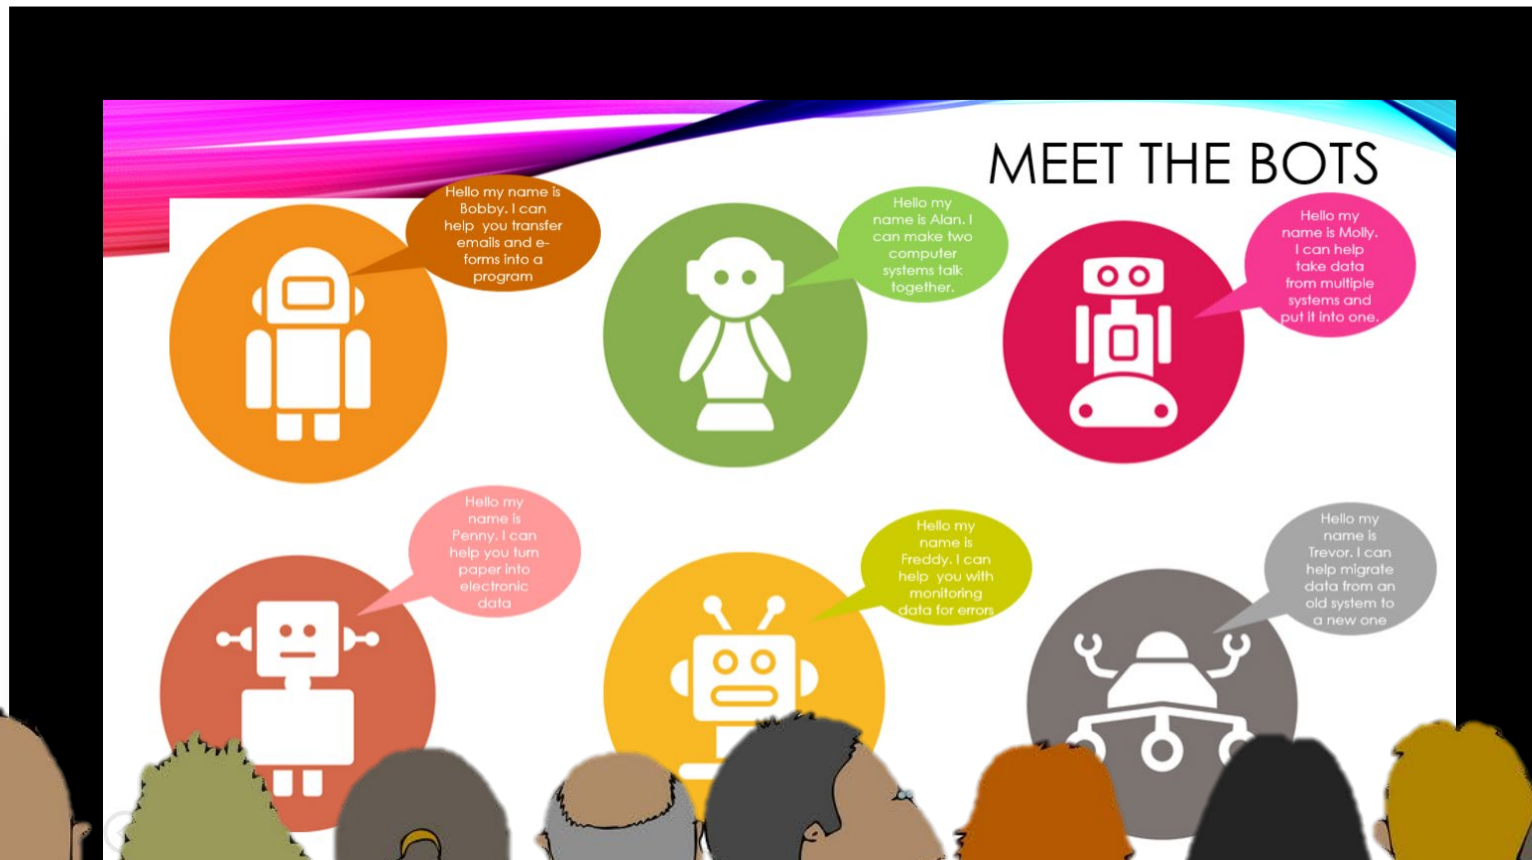 MEET THE BOTS
Hello my name is
Bobby. I can
help  you transfer
emails and e-
forms into a
program
Hello my
name is Alan. I
can make two
computer
systems talk
together.
Hello my
name is Molly.
I can help
take data
from multiple
systems and
put it into one.
Hello my
name is
Penny. I can
help you turn
paper into
electronic
data
Hello my
name is
Freddy. I can
help  you with
monitoring
data for errors
Hello my
name is
Trevor. I can
help migrate
data from an
old system to
a new one